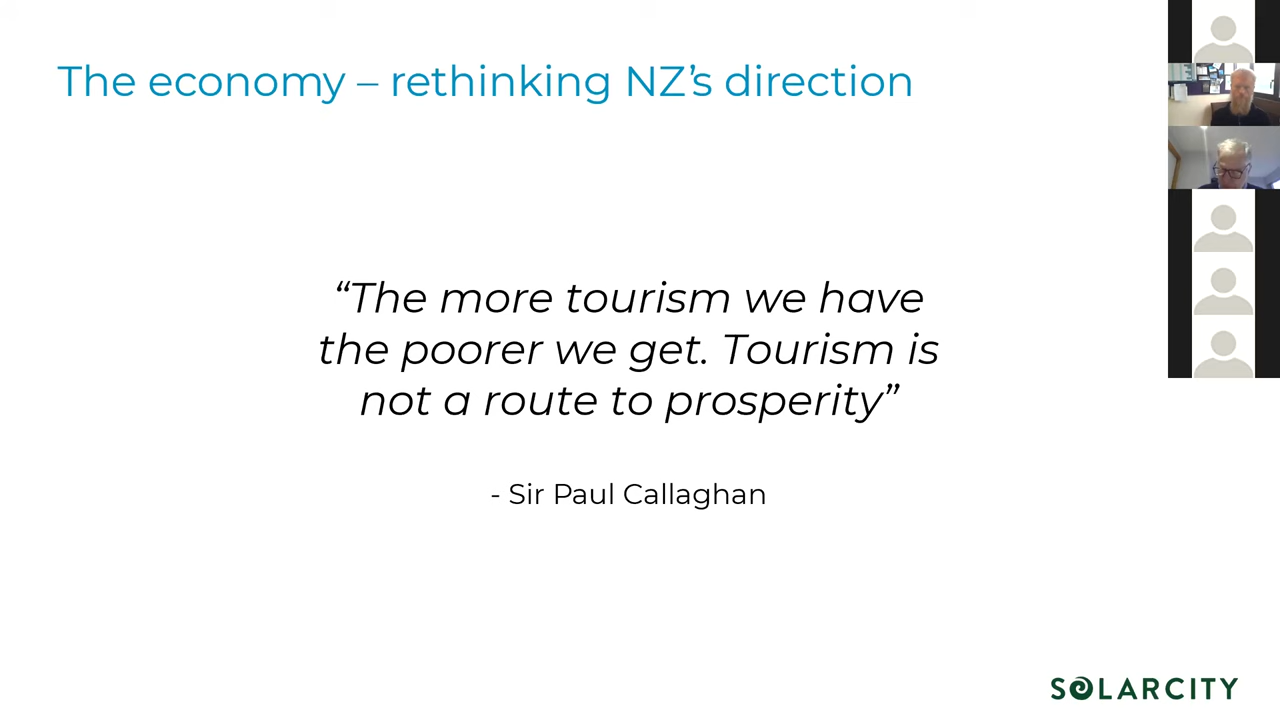 The economy – rethinking NZ’s direction
“The more tourism we have
the poorer we get. Tourism is
not a route to prosperity”
- Sir Paul Callaghan
SOLARCITY